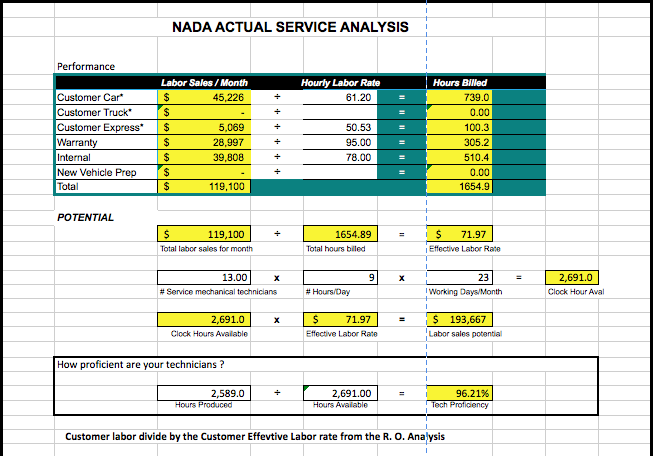 NADA ACTUAL SERVICE ANALYSIS
Performance
Labor Sales / Month Hourly Labor Rate Hours Billed
Customer Car* $ 45,226 ÷ 61.20 = 739.0
Customer Truck* $ - ÷ = 0.00
Customer Express* $ 5,069 ÷ 50.53 = 100.3
Warranty $ 28,997 ÷ 95.00 = 305.2
Internal $ 39,808 ÷ 78.00 = 510.4
New Vehicle Prep $ - ÷ = 0.00
Total $ 119,100 1654.9
POTENTIAL
$ 119,100 ÷ 1654.89 = $ 71.97
Total labor sales for month Total hours billed Effective Labor Rate
13.00 x 9 x 23 = 2,691.0
# Service mechanical technicians # Hours/Day Working Days/Month Clock Hour Aval
2,691.0 x $ 71.97 = $ 193,667
Clock Hours Available Effective Labor Rate Labor sales potential
How proficient are your technicians ?
2,589.0 ÷ 2,691.00 = 96.21%
Hours Produced Hours Available Tech Proficiency
Customer labor divide by the Customer Effevtive Labor rate from the R. O. Analysis